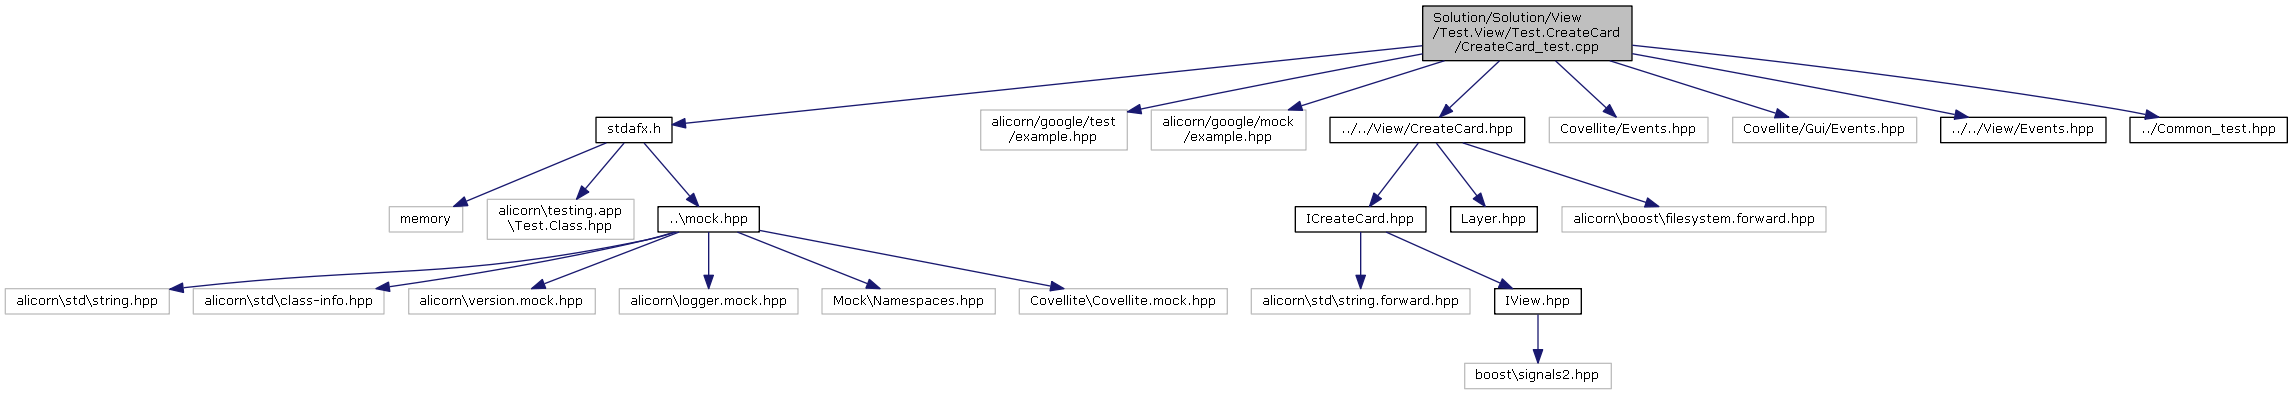 Solution/Solution/View
/Test.View/Test.CreateCard
/CreateCard_test.cpp
stdafx.h
alicorn/google/test
/example.hpp
alicorn/google/mock
/example.hpp
../../View/CreateCard.hpp
Covellite/Events.hpp
Covellite/Gui/Events.hpp
../../View/Events.hpp
../Common_test.hpp
memory
alicorn\testing.app
\Test.Class.hpp
..\mock.hpp
ICreateCard.hpp
Layer.hpp
alicorn\boost\filesystem.forward.hpp
alicorn\std\string.hpp
alicorn\std\class-info.hpp
alicorn\version.mock.hpp
alicorn\logger.mock.hpp
Mock\Namespaces.hpp
Covellite\Covellite.mock.hpp
alicorn\std\string.forward.hpp
IView.hpp
boost\signals2.hpp